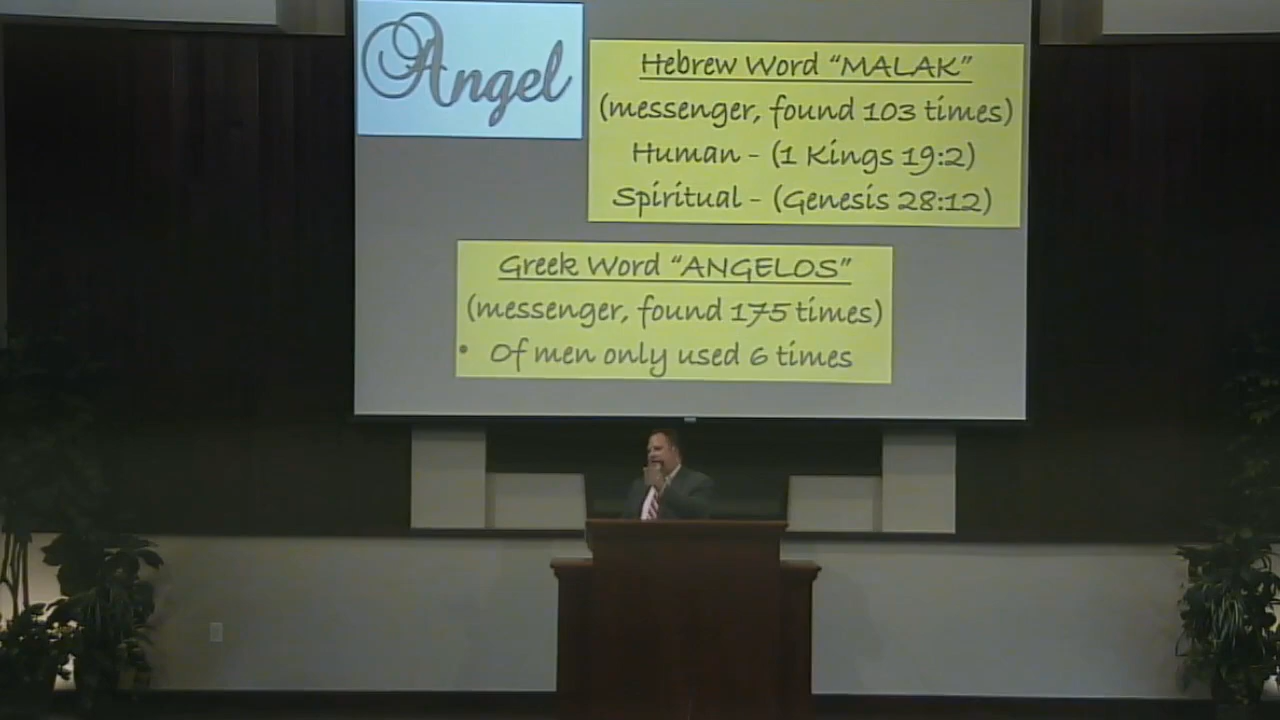 Angel
Hebrew Word “MALAK”
(messenger, found 103 times)
Human - (1 Kings 19:2)
Spiritual - (Genesis 28:12)
Greek Word “ANGELOS”
(messenger, found 175 times)
• Of men only used 6 times